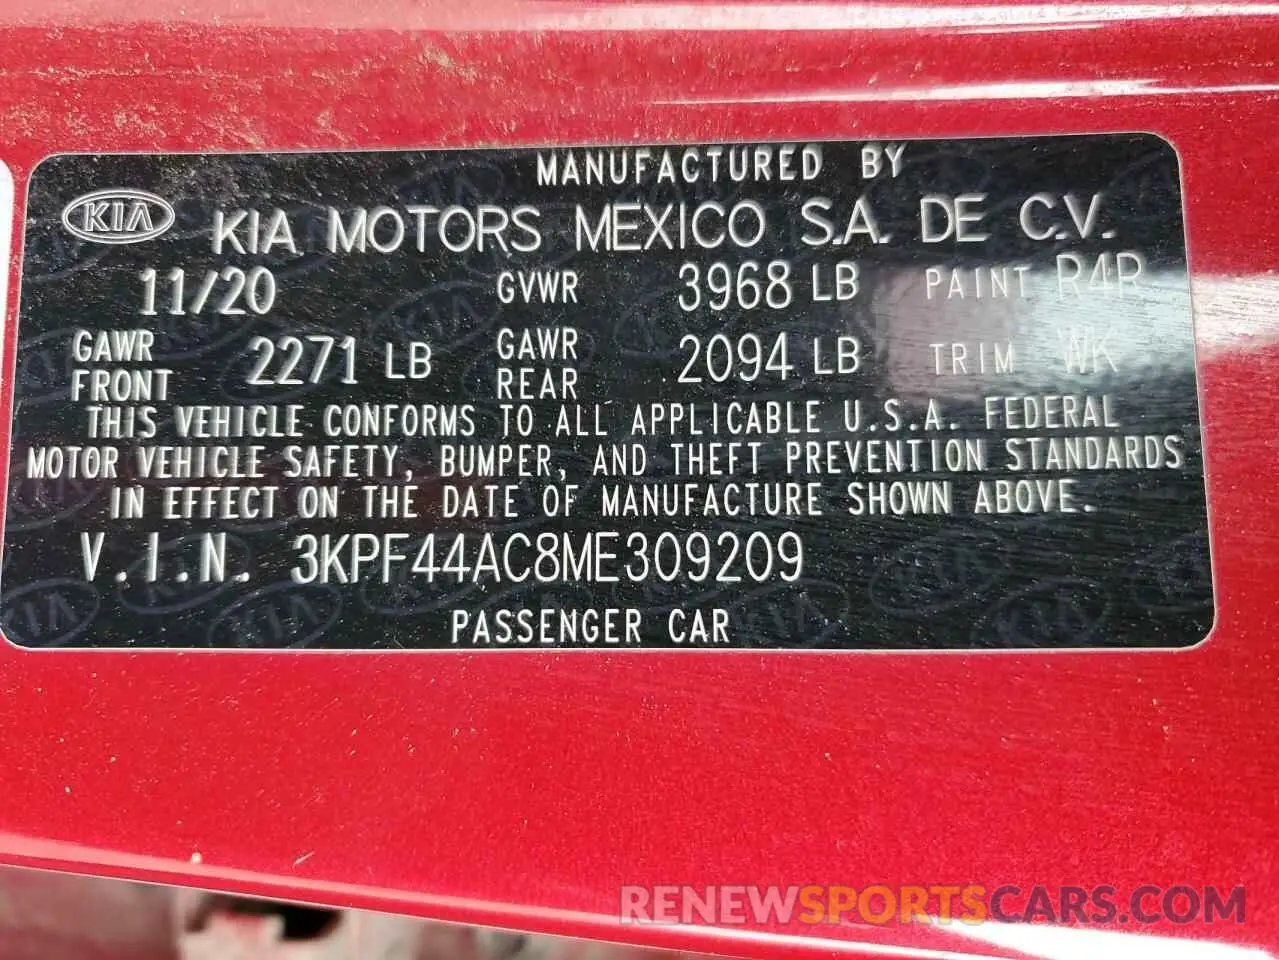 MANUFACTURED BY
KIA
KIA MOTORS MEXICO S.A. DE C.V.
11/20 GVWR 3968 LB PAINT R4R
GAWR FRONT 2271 LB GAWR REAR 2094 LB TRIM WK
THIS VEHICLE CONFORMS TO ALL APPLICABLE U.S.A. FEDERAL
MOTOR VEHICLE SAFETY, BUMPER, AND THEFT PREVENTION STANDARDS
IN EFFECT ON THE DATE OF MANUFACTURE SHOWN ABOVE.
V.I.N. 3KPF44AC8ME309209
PASSENGER CAR
RENEWSPORTSCARS.COM